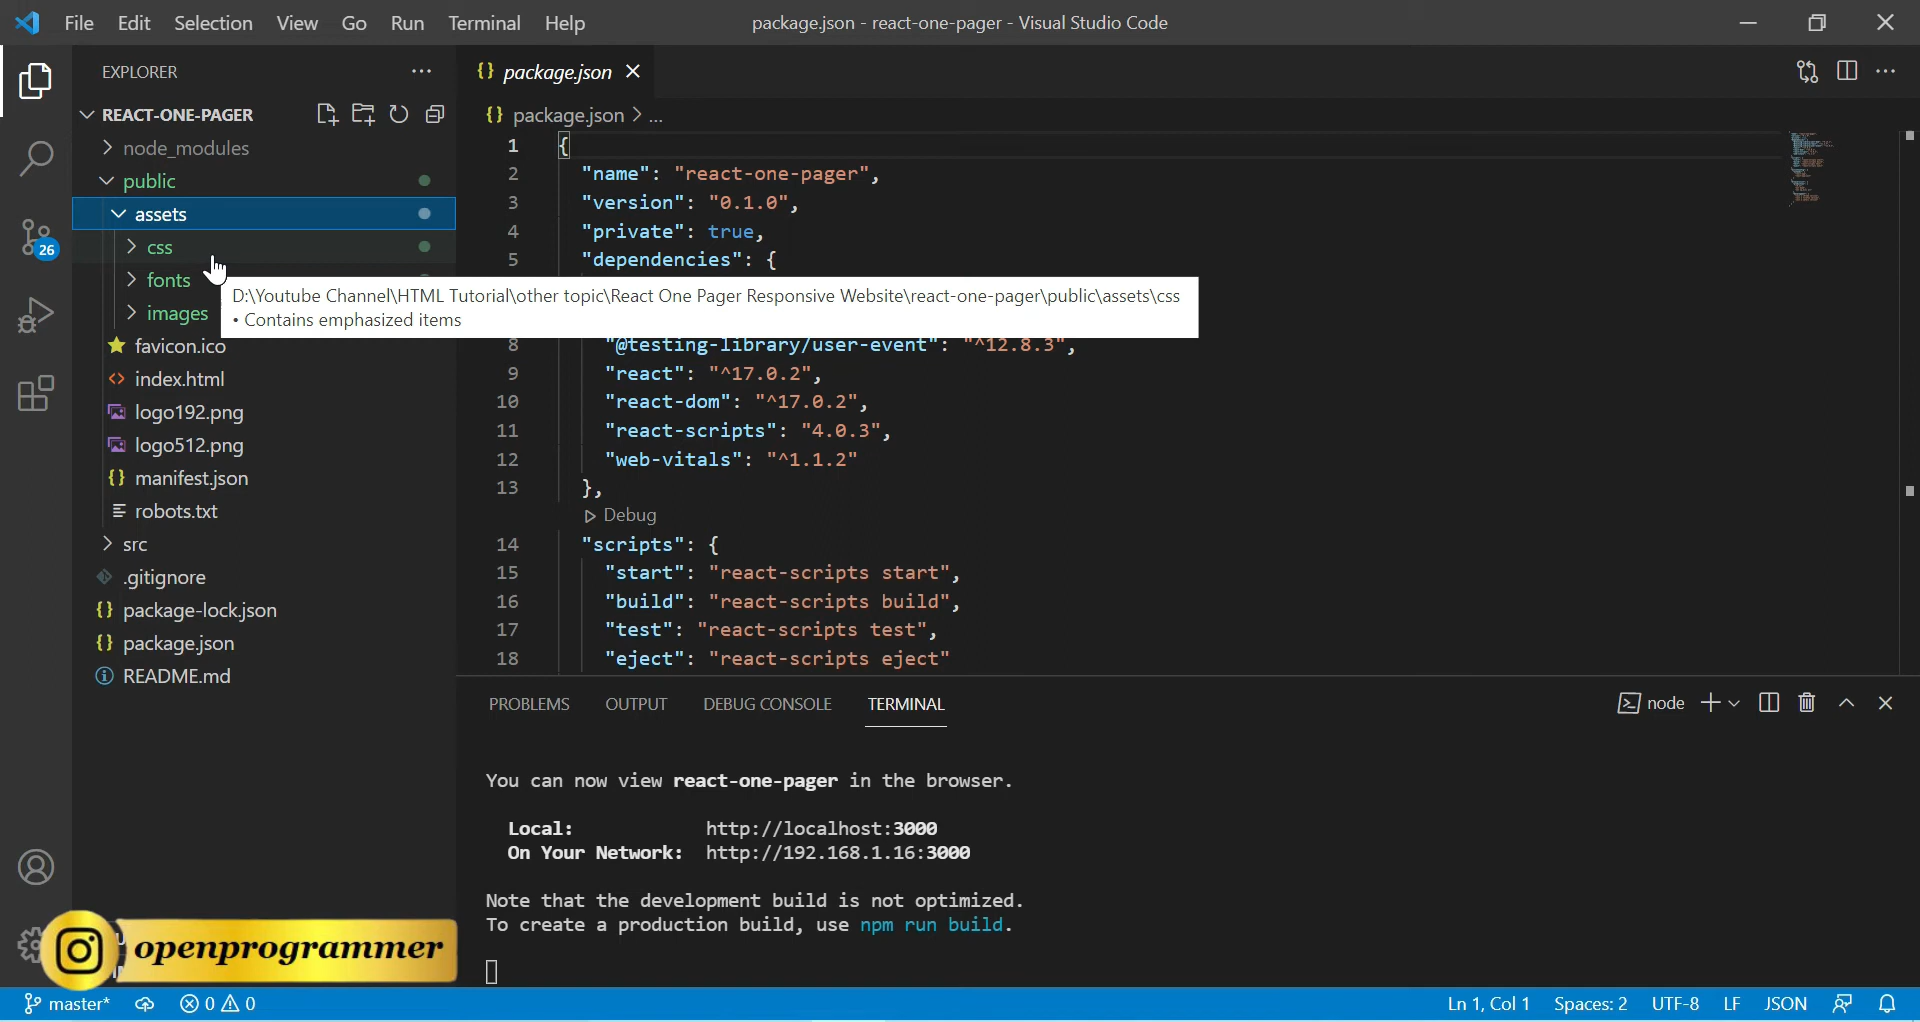 File Edit Selection View Go Run Terminal Help
package.json - react-one-pager - Visual Studio Code
EXPLORER
REACT-ONE-PAGER
node_modules
public
assets
css
fonts
images
favicon.ico
index.html
logo192.png
logo512.png
manifest.json
robots.txt
src
.gitignore
package-lock.json
package.json
README.md
26
D:\Youtube Channel\HTML Tutorial\other topic\React One Pager Responsive Website\react-one-pager\public\assets\css
• Contains emphasized items
{} package.json
{} package.json > ...
1 {
2 "name": "react-one-pager",
3 "version": "0.1.0",
4 "private": true,
5 "dependencies": {
8 "@testing-library/user-event": "^12.8.3",
9 "react": "^17.0.2",
10 "react-dom": "^17.0.2",
11 "react-scripts": "4.0.3",
12 "web-vitals": "^1.1.2"
13 },
Debug
14 "scripts": {
15 "start": "react-scripts start",
16 "build": "react-scripts build",
17 "test": "react-scripts test",
18 "eject": "react-scripts eject"
PROBLEMS OUTPUT DEBUG CONSOLE TERMINAL
node
You can now view react-one-pager in the browser.
Local: http://localhost:3000
On Your Network: http://192.168.1.16:3000
Note that the development build is not optimized.
To create a production build, use npm run build.
openprogrammer
master* 0 0
Ln 1, Col 1 Spaces: 2 UTF-8 LF JSON